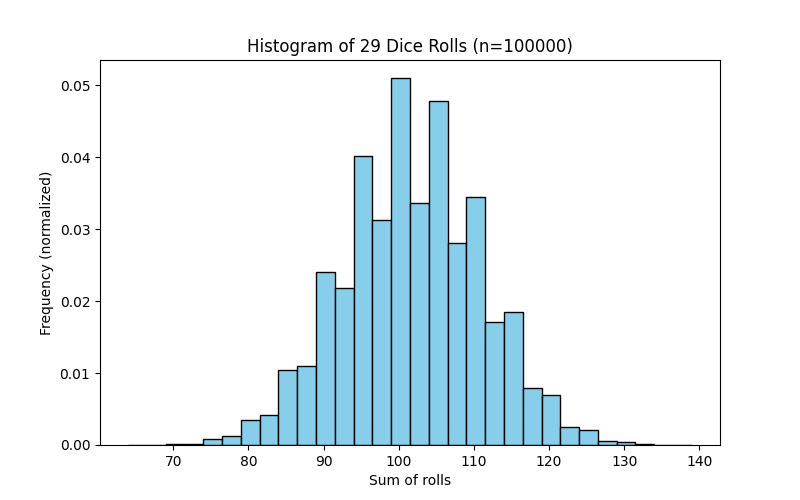 Histogram of 29 Dice Rolls (n=100000)
0.05
0.04
0.03
0.02
0.01
0.00
Frequency (normalized)
70 80 90 100 110 120 130 140
Sum of rolls